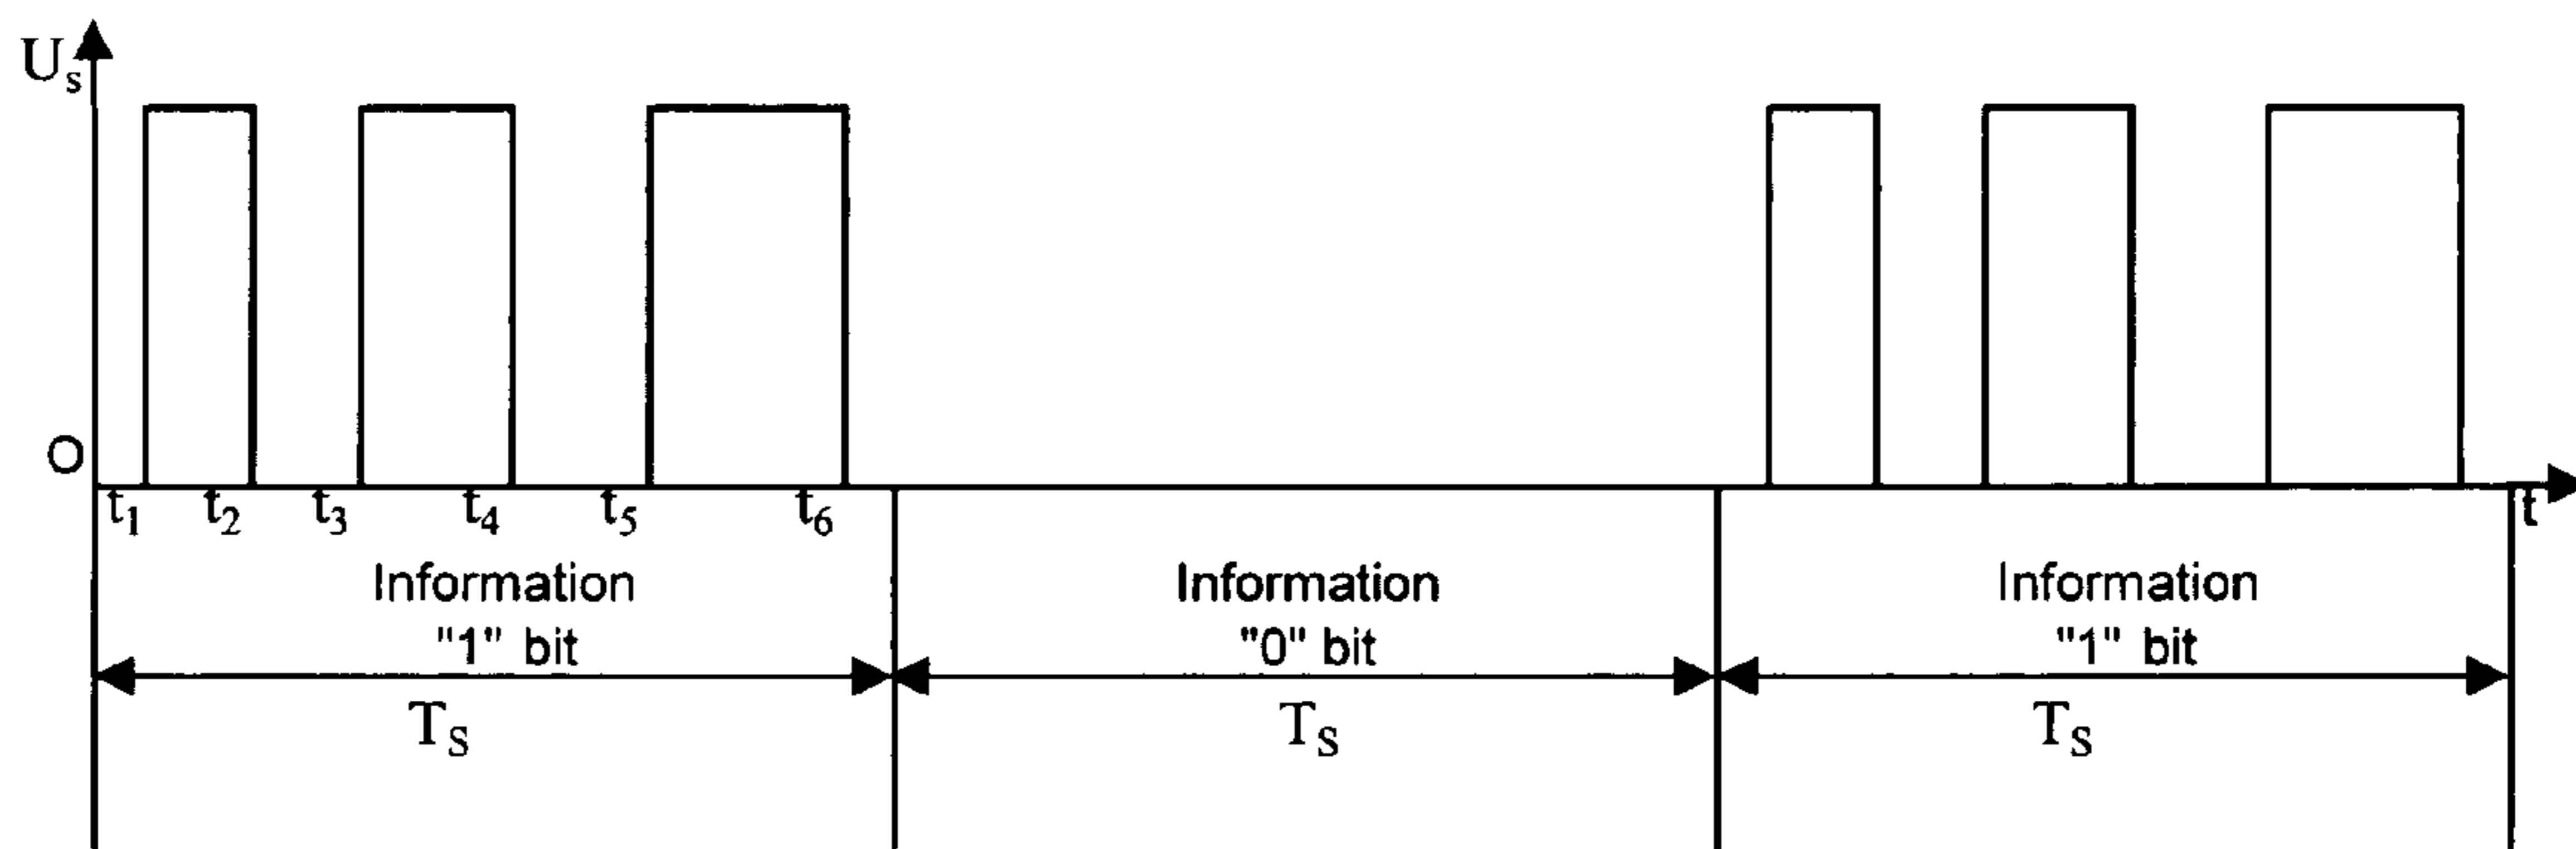 Us
O
t1 t2 t3 t4 t5 t6 t
Information Information Information
"1" bit "0" bit "1" bit
TS TS TS